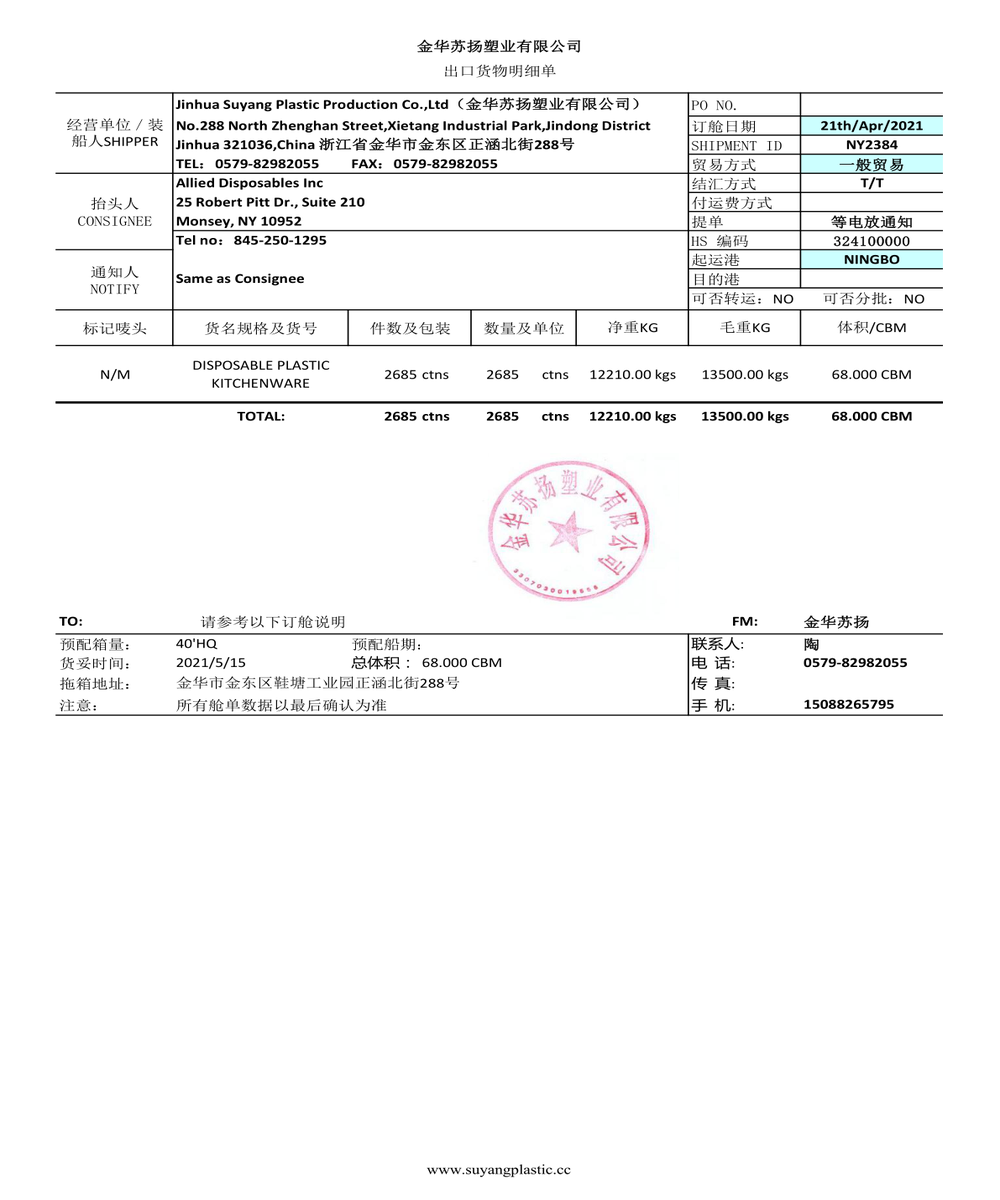 金华苏扬塑业有限公司
出口货物明细单
经营单位／装船人SHIPPER
Jinhua Suyang Plastic Production Co.,Ltd（金华苏扬塑业有限公司）
No.288 North Zhenghan Street,Xietang Industrial Park,Jindong District
Jinhua 321036,China 浙江省金华市金东区正涵北街288号
TEL：0579-82982055 FAX：0579-82982055
PO NO.
订舱日期 21th/Apr/2021
SHIPMENT ID NY2384
贸易方式 一般贸易
抬头人
CONSIGNEE
Allied Disposables Inc
25 Robert Pitt Dr., Suite 210
Monsey, NY 10952
Tel no：845-250-1295
结汇方式 T/T
付运费方式
提单 等电放通知
HS 编码 324100000
通知人
NOTIFY
Same as Consignee
起运港 NINGBO
目的港
可否转运：NO 可否分批：NO
标记唛头 货名规格及货号 件数及包装 数量及单位 净重KG 毛重KG 体积/CBM
N/M DISPOSABLE PLASTIC KITCHENWARE 2685 ctns 2685 ctns 12210.00 kgs 13500.00 kgs 68.000 CBM
TOTAL: 2685 ctns 2685 ctns 12210.00 kgs 13500.00 kgs 68.000 CBM
金华苏扬塑业有限公司
TO: 请参考以下订舱说明 FM: 金华苏扬
预配箱量： 40'HQ 预配船期： 联系人: 陶
货妥时间： 2021/5/15 总体积： 68.000 CBM 电 话: 0579-82982055
拖箱地址： 金华市金东区鞋塘工业园正涵北街288号 传 真:
注意： 所有舱单数据以最后确认为准 手 机: 15088265795
www.suyangplastic.cc